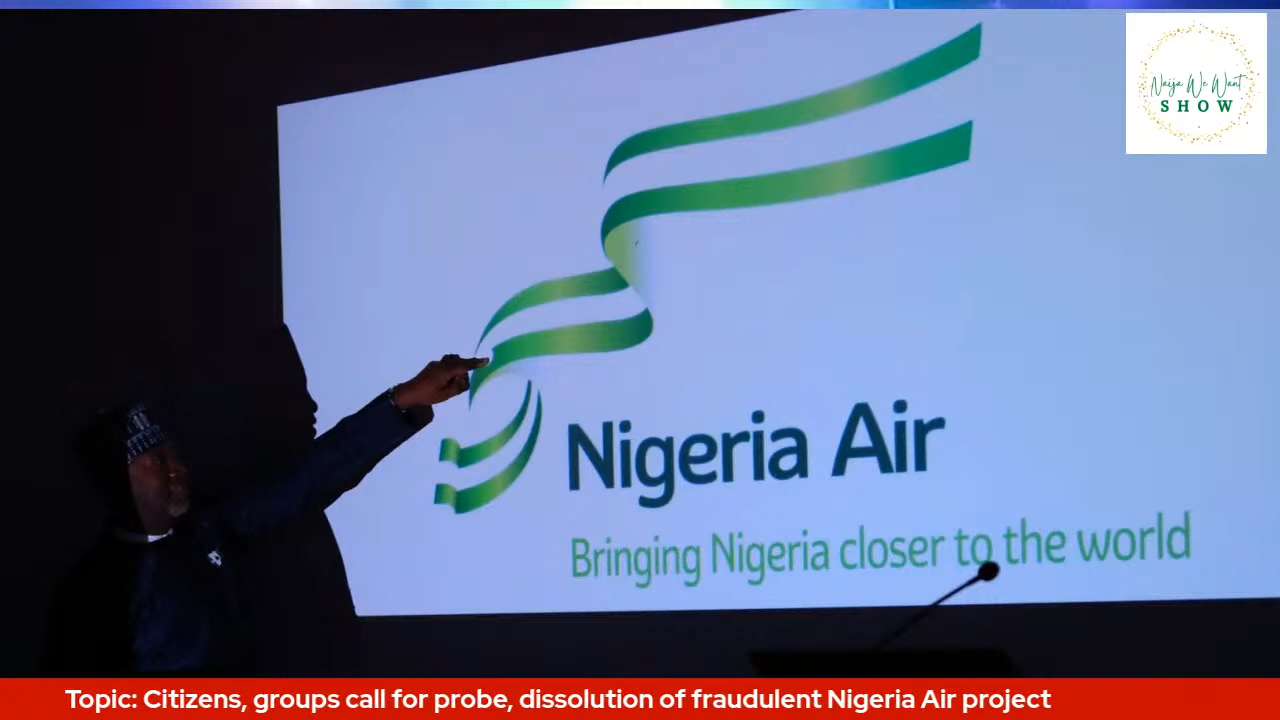 Naija We Want
SHOW
Nigeria Air
Bringing Nigeria closer to the world
Topic: Citizens, groups call for probe, dissolution of fraudulent Nigeria Air project